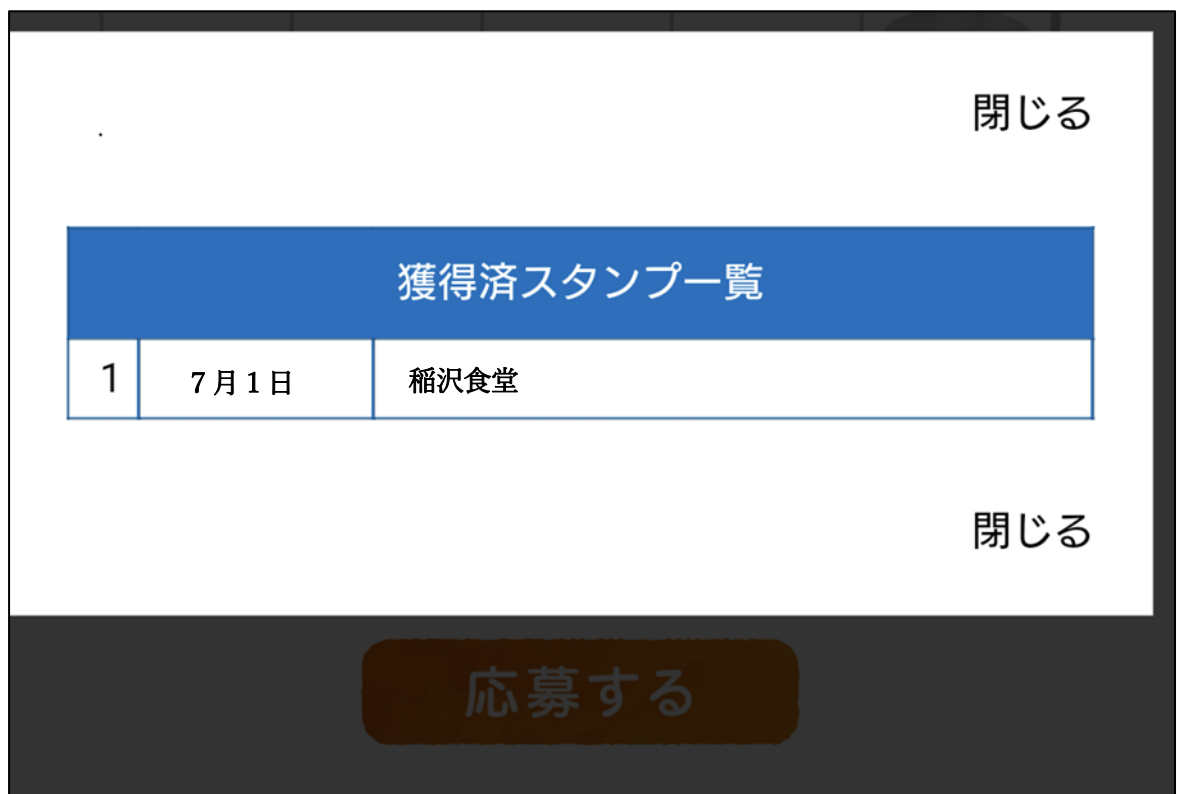 閉じる
獲得済スタンプ一覧
1 7月1日 稲沢食堂
閉じる
応募する